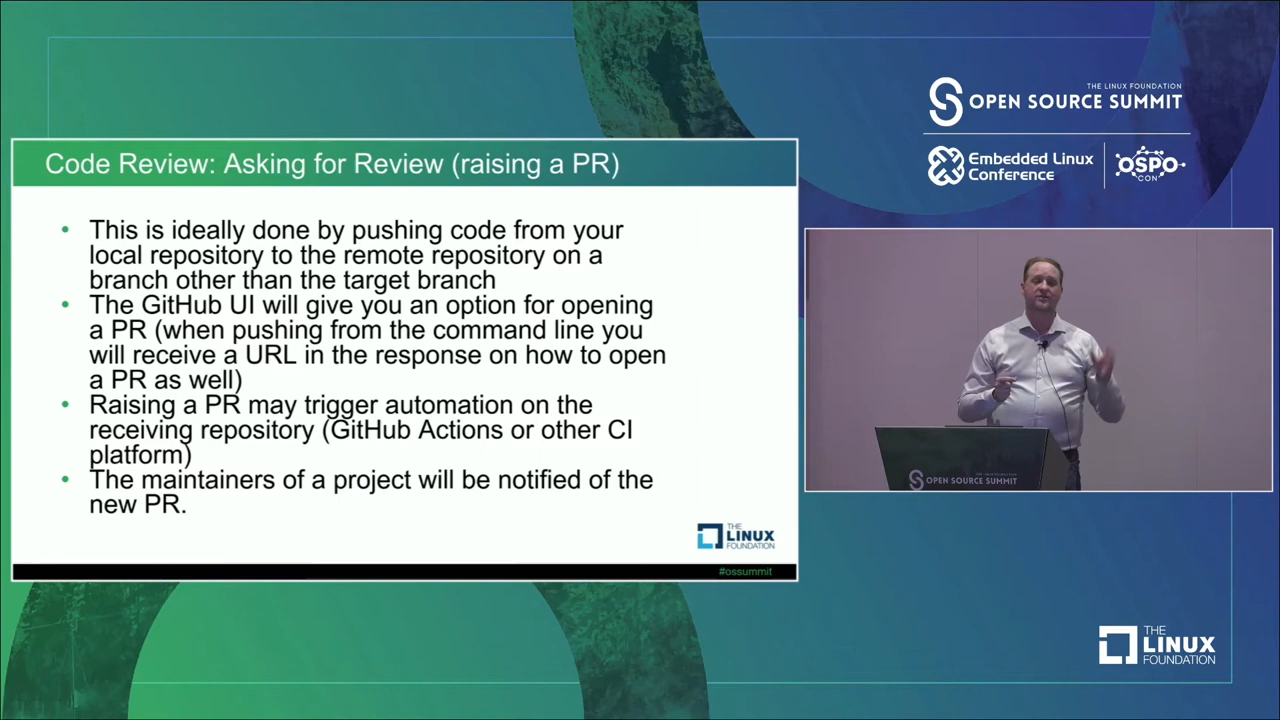 THE LINUX FOUNDATION
OPEN SOURCE SUMMIT
Embedded Linux
Conference
OSPO
CON
Code Review: Asking for Review (raising a PR)
• This is ideally done by pushing code from your
local repository to the remote repository on a
branch other than the target branch
• The GitHub UI will give you an option for opening
a PR (when pushing from the command line you
will receive a URL in the response on how to open
a PR as well)
• Raising a PR may trigger automation on the
receiving repository (GitHub Actions or other CI
platform)
• The maintainers of a project will be notified of the
new PR.
THE
LINUX
FOUNDATION
#ossummit
OPEN SOURCE SUMMIT
THE
LINUX
FOUNDATION